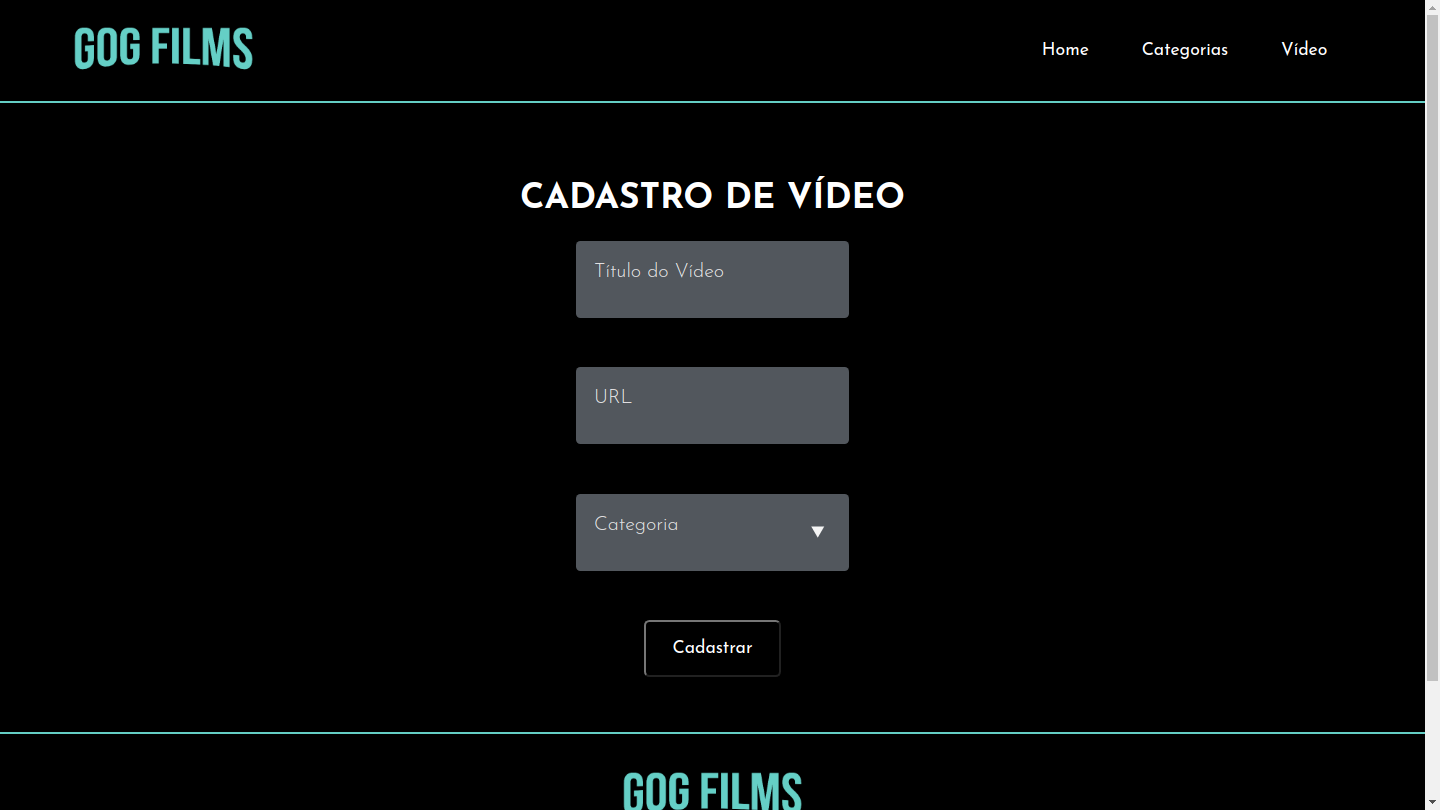 GOG FILMS
Home
Categorias
Vídeo
CADASTRO DE VÍDEO
Título do Vídeo
URL
Categoria
Cadastrar
GOG FILMS